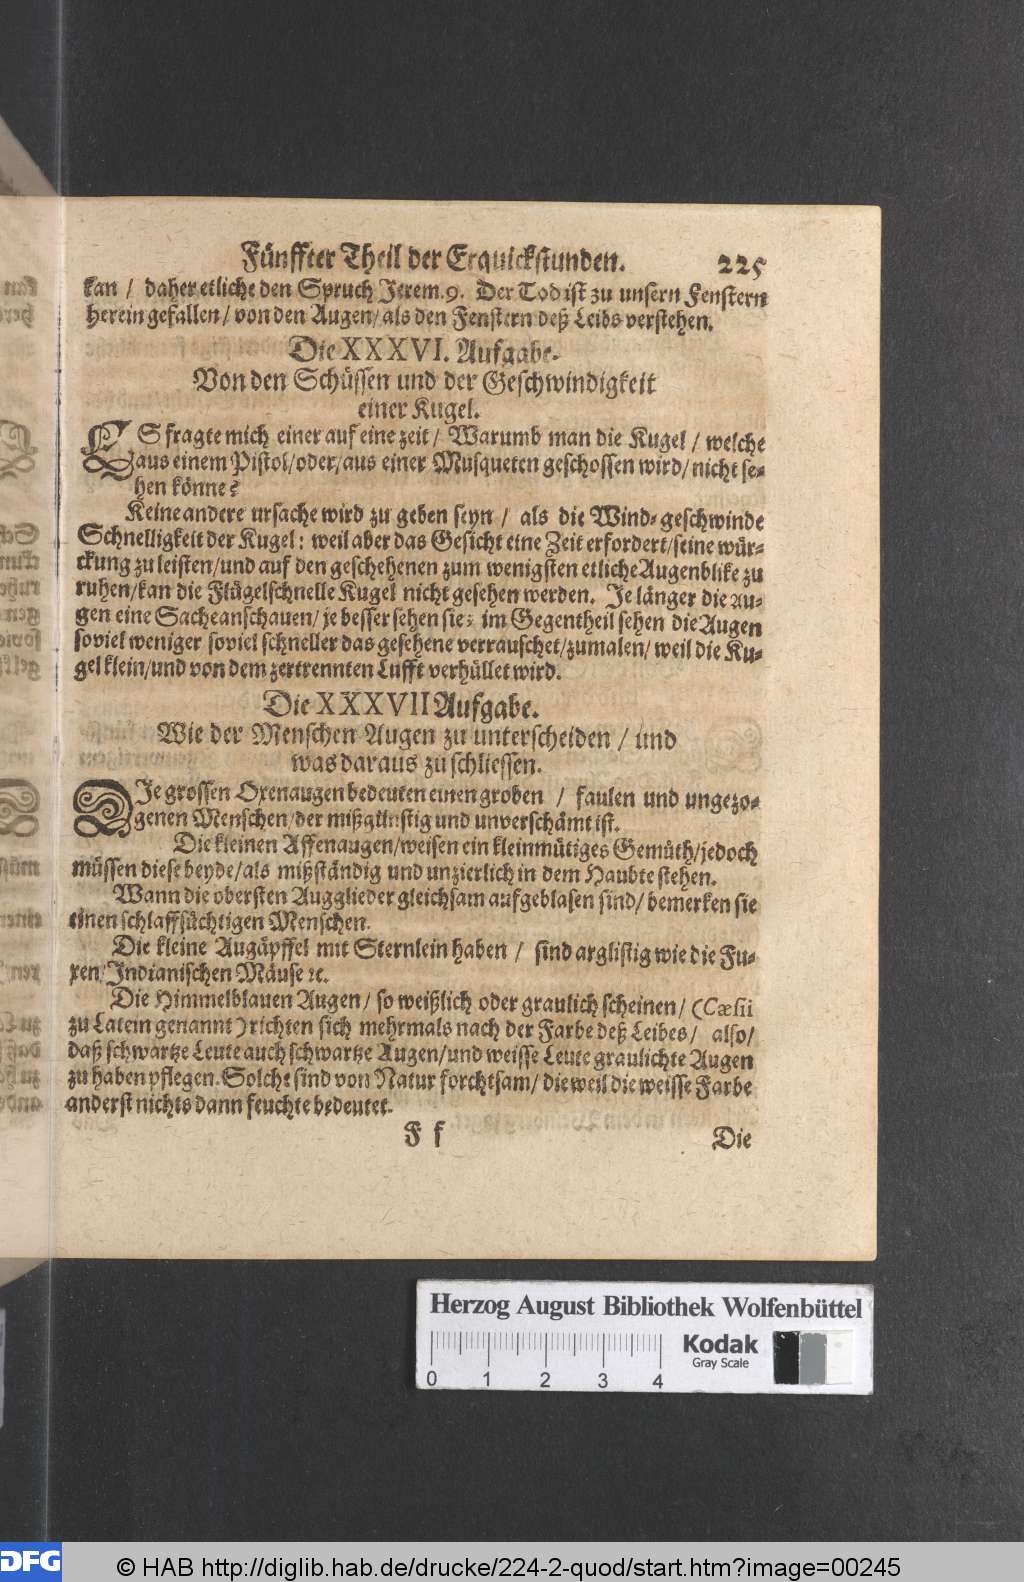 Fünffter Theil der Erquickstunden. 225
kan / daher etliche den Spruch Jerem. 9. Der Tod ist zu unsern Fenstern
herein gefallen / von den Augen / als den Fenstern deß Leibs verstehen.
Die XXXVI. Aufgabe.
Von den Schüssen und der Geschwindigkeit
einer Kugel.
ES fragte mich einer auf eine zeit / Warumb man die Kugel / welche
aus einem Pistol / oder / aus einer Musqueten geschossen wird / nicht se-
hen könne?
Keine andere ursache wird zu geben seyn / als die Wind-geschwinde
Schnelligkeit der Kugel: weil aber das Gesicht eine Zeit erfordert / seine wür-
ckung zu leisten / und auf den geschehenen zum wenigsten etliche Augenblike zu
ruhen / kan die Flügelschnelle Kugel nicht gesehen werden. Je länger die Au-
gen eine Sache anschauen / je besser sehen sie: im Gegentheil sehen die Augen
soviel weniger soviel schneller das gesehene verrauschet / zumalen / weil die Ku-
gel klein / und von dem zertrennten Lufft verhüllet wird.
Die XXXVII Aufgabe.
Wie der Menschen Augen zu unterscheiden / und
was daraus zu schliessen.
DJe grossen Oxenaugen bedeuten einen groben / faulen und ungezo-
genen Menschen / der mißgünstig und unverschämt ist.
Die kleinen Affenaugen / weisen ein kleinmütiges Gemüth / jedoch
müssen diese beyde / als mißständig und unzierlich in dem Haubte stehen.
Wann die obersten Augglieder gleichsam aufgeblasen sind / bemerken sie
einen schlaffsüchtigen Menschen.
Die kleine Augäpffel mit Sternlein haben / sind arglistig wie die Fu-
xen / Indianischen Mäuse ꝛc.
Die Himmelblauen Augen / so weißlich oder graulich scheinen / (Cæsii
zu Latein genannt) richten sich mehrmals nach der Farbe deß Leibes / also /
daß schwartze Leute auch schwartze Augen / und weisse Leute graulichte Augen
zu haben pflegen. Solche sind von Natur forchtsam / die weil die weisse Farbe
anderst nichts dann feuchte bedeutet.
F f Die
Herzog August Bibliothek Wolfenbüttel
Kodak
Gray Scale
0 1 2 3 4
DFG © HAB http://diglib.hab.de/drucke/224-2-quod/start.htm?image=00245